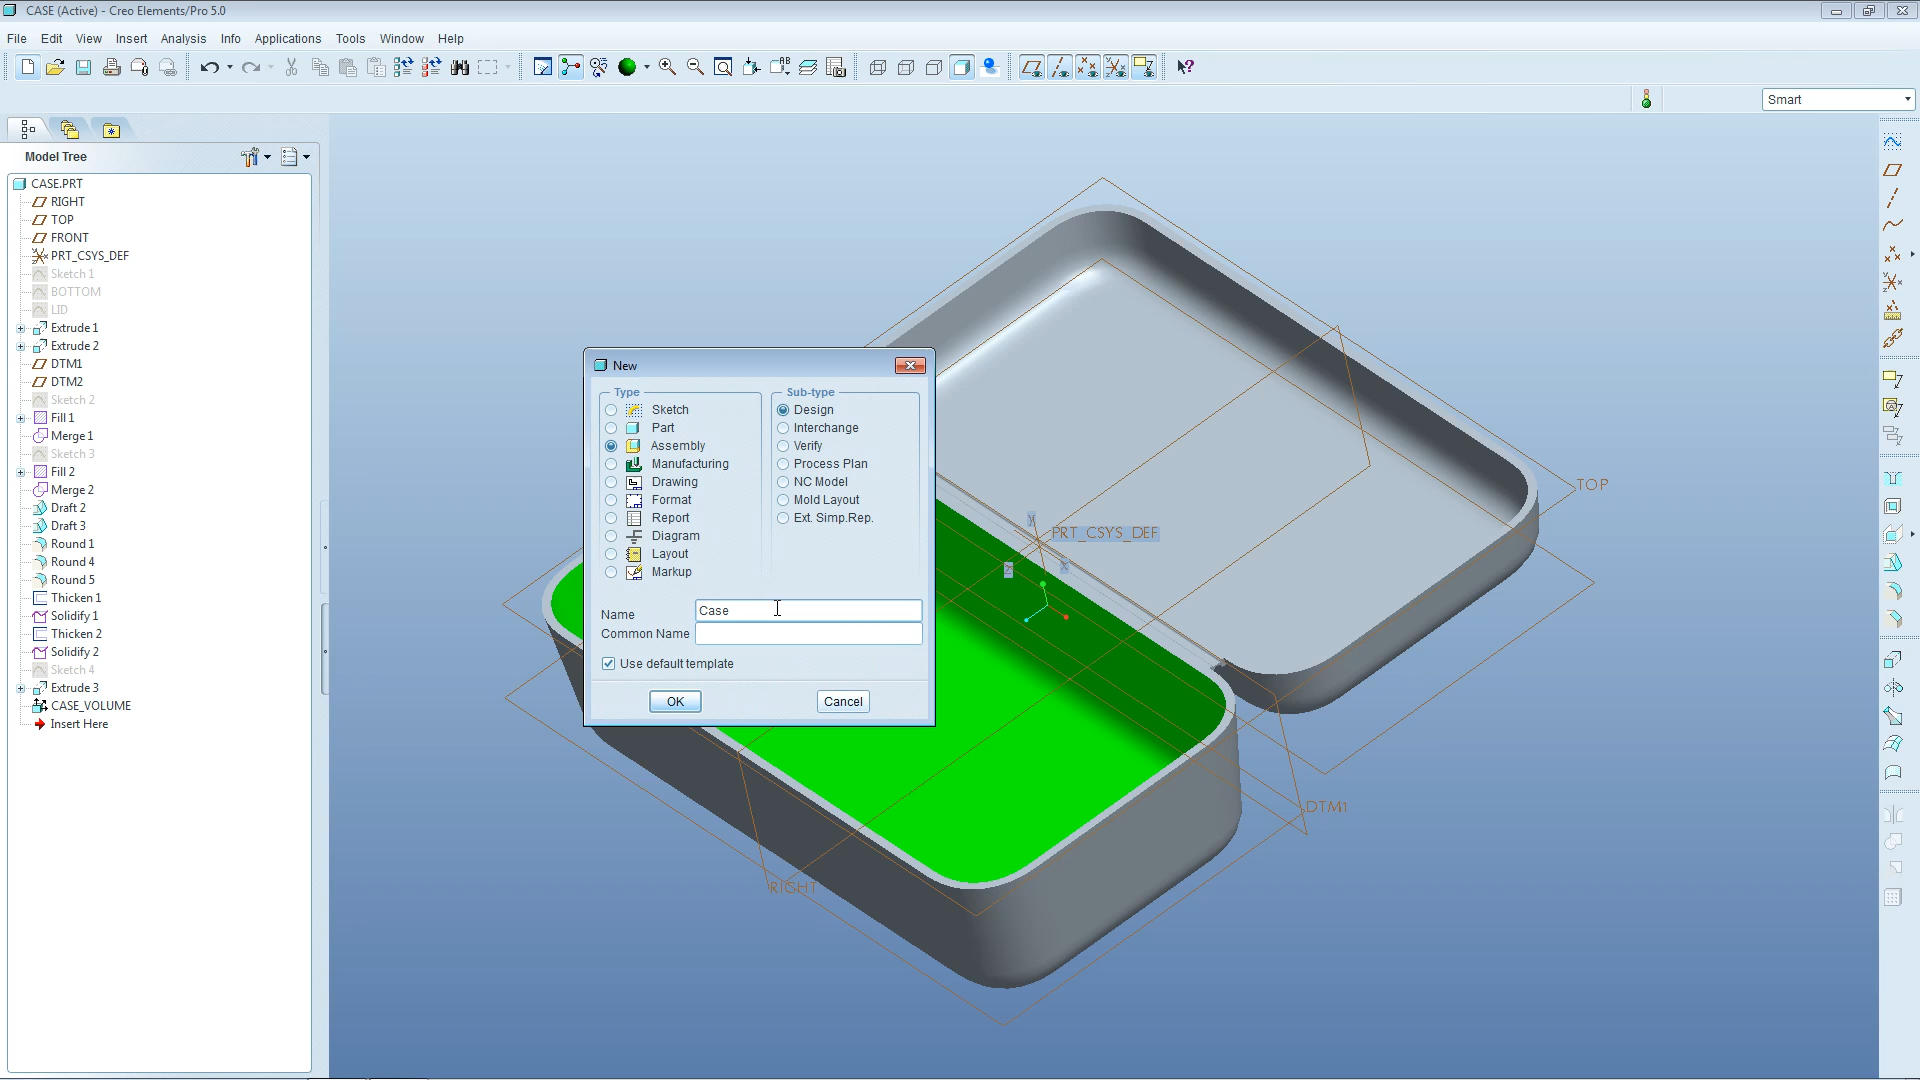 CASE (Active) - Creo Elements/Pro 5.0
File Edit View Insert Analysis Info Applications Tools Window Help
Smart
Model Tree
CASE.PRT
RIGHT
TOP
FRONT
PRT_CSYS_DEF
Sketch 1
BOTTOM
LID
Extrude 1
Extrude 2
DTM1
DTM2
Sketch 2
Fill 1
Merge 1
Sketch 3
Fill 2
Merge 2
Draft 2
Draft 3
Round 1
Round 4
Round 5
Thicken 1
Solidify 1
Thicken 2
Solidify 2
Sketch 4
Extrude 3
CASE_VOLUME
Insert Here
New
Type
Sketch
Part
Assembly
Manufacturing
Drawing
Format
Report
Diagram
Layout
Markup
Sub-type
Design
Interchange
Verify
Process Plan
NC Model
Mold Layout
Ext. Simp.Rep.
Name Case
Common Name
Use default template
OK Cancel
TOP
PRT_CSYS_DEF
Y
Z X
DTM1
RIGHT